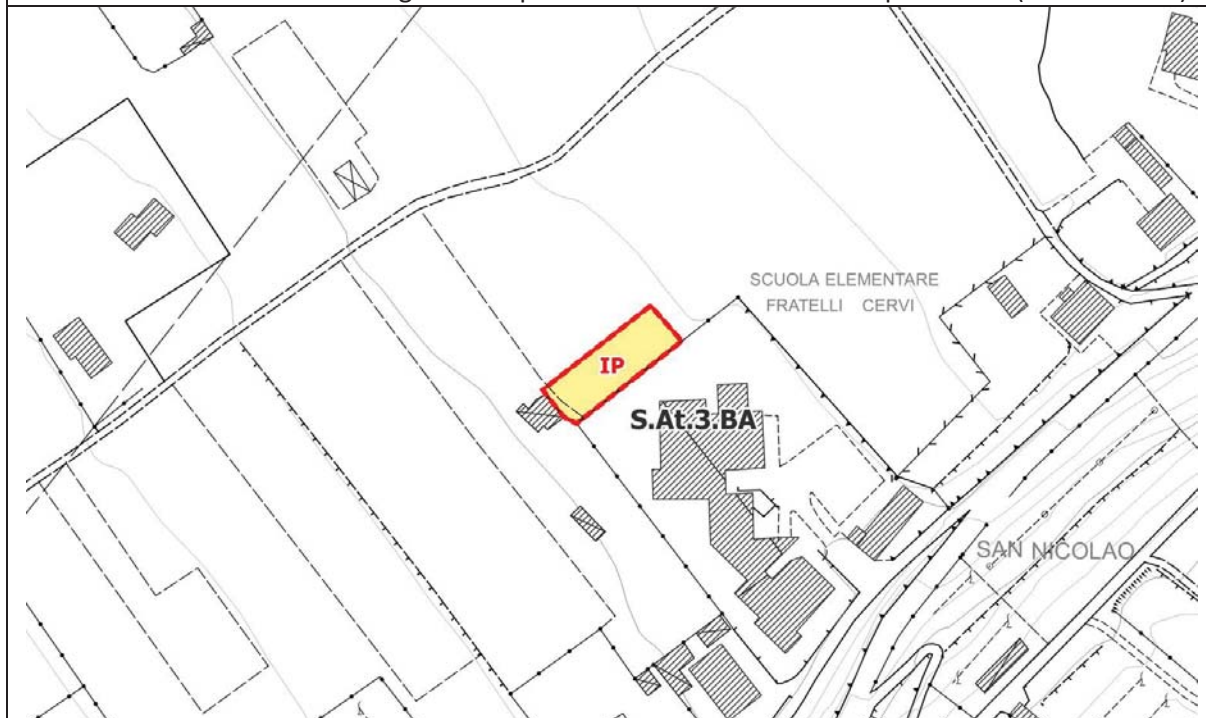 SCUOLA ELEMENTARE
FRATELLI CERVI
IP
S.At.3.BA
SAN NICOLAO